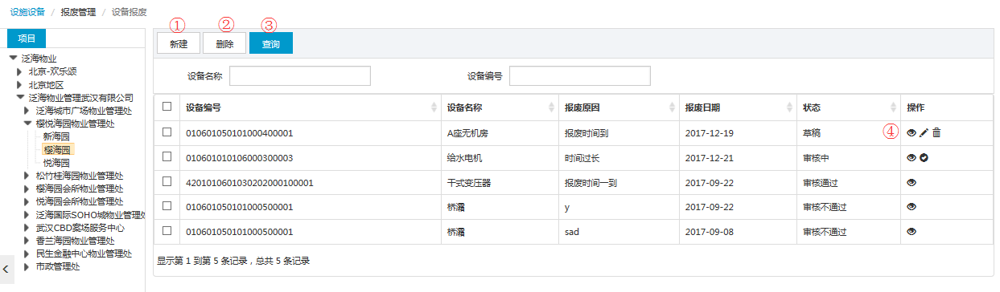 设施设备 / 报废管理 / 设备报废
① ② ③
项目
新建 删除 查询
泛海物业
北京-欢乐颂
北京地区
泛海物业管理武汉有限公司
泛海城市广场物业管理处
樱悦海园物业管理处
新海园
樱海园
悦海园
松竹桂海园物业管理处
樱海园会所物业管理处
悦海园会所物业管理处
泛海国际SOHO城物业管理处
武汉CBD案场服务中心
香兰海园物业管理处
民生金融中心物业管理处
市政管理处
设备名称 设备编号
设备编号 设备名称 报废原因 报废日期 状态 操作
010601050101000400001 A座无机房 报废时间到 2017-12-19 草稿 ④
010601010106000300003 给水电机 时间过长 2017-12-21 审核中
4201010601030202000100001 干式变压器 报废时间一到 2017-09-22 审核通过
010601050101000500001 桥灞 y 2017-09-22 审核不通过
010601050101000500001 桥灞 sad 2017-09-08 审核不通过
显示第 1 到第 5 条记录，总共 5 条记录